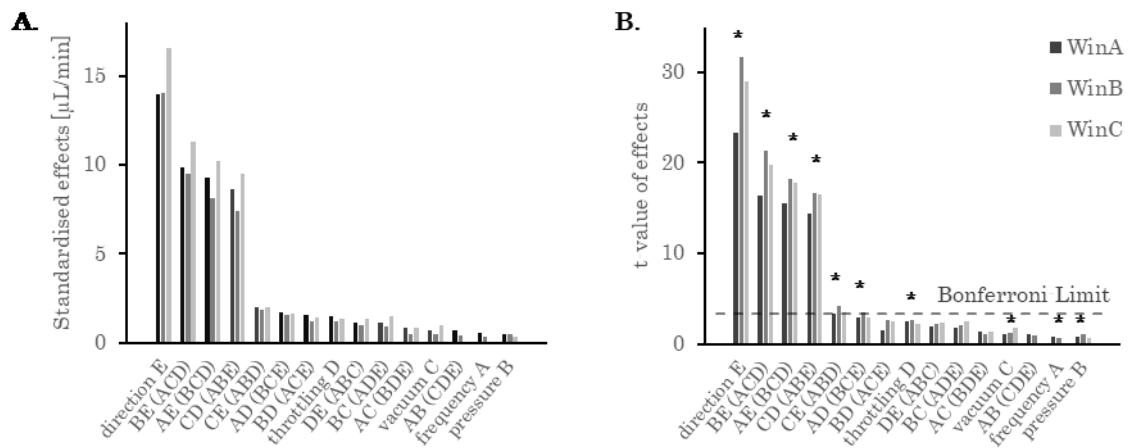 A.
Standardised effects [µL/min]
15
10
5
0
direction E
BE (ACD)
AE (BCD)
CD (ABE)
CE (ABD)
AD (BCE)
BD (ACE)
throttling D
DE (ABC)
BC (ADE)
AC (BDE)
vacuum C
AB (CDE)
frequency A
pressure B
B.
t value of effects
30
20
10
0
* * * * * * * * * *
WinA
WinB
WinC
Bonferroni Limit
direction E
BE (ACD)
AE (BCD)
CD (ABE)
CE (ABD)
AD (BCE)
BD (ACE)
throttling D
DE (ABC)
BC (ADE)
AC (BDE)
vacuum C
AB (CDE)
frequency A
pressure B